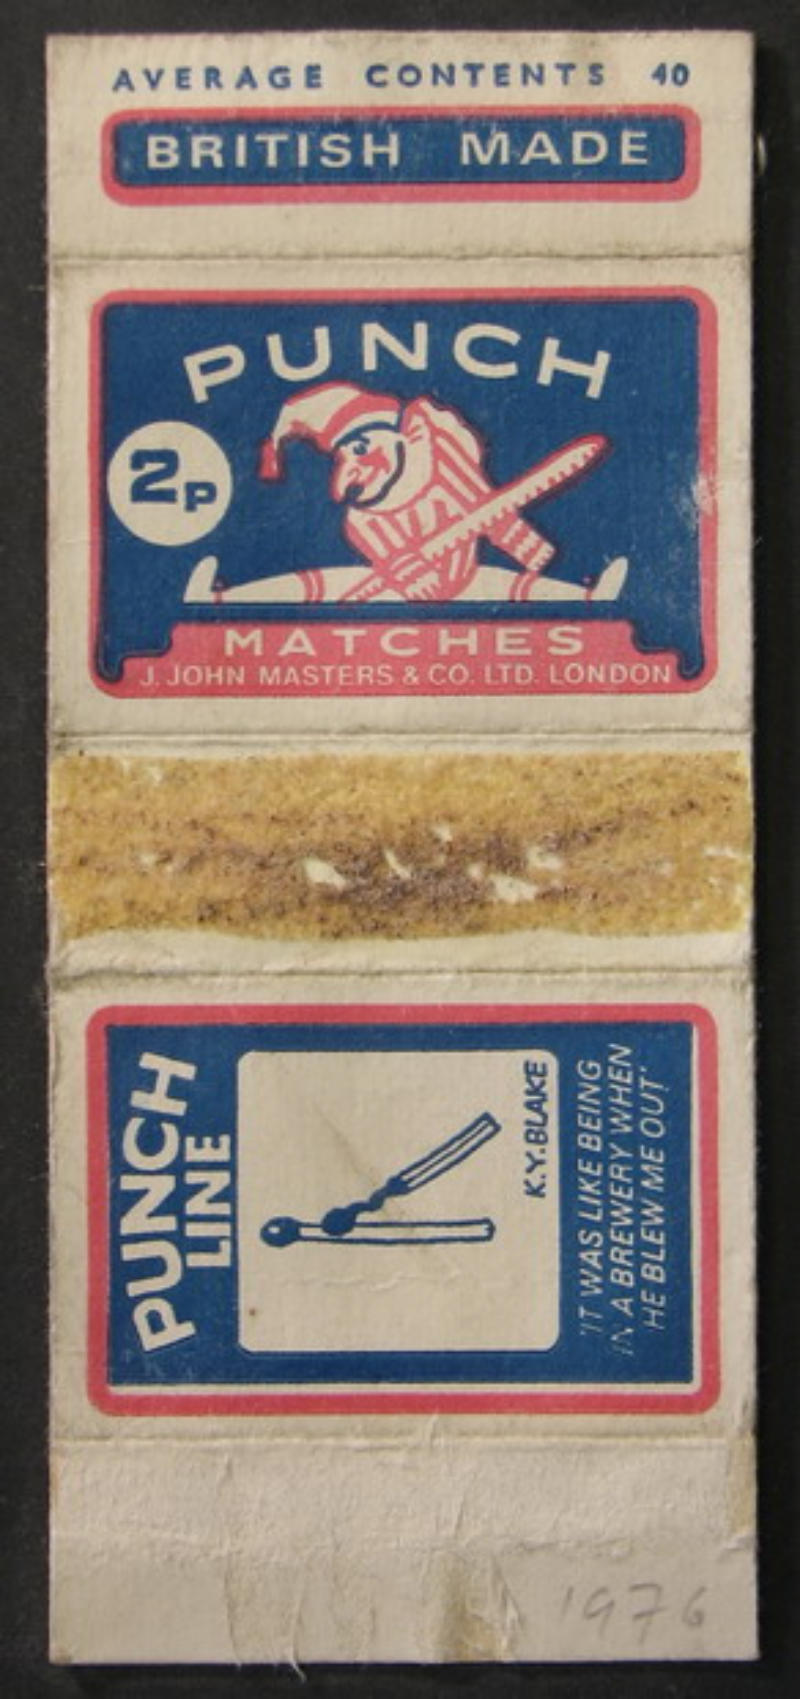 AVERAGE CONTENTS 40
BRITISH MADE
PUNCH
2P
MATCHES
J. JOHN MASTERS & CO. LTD. LONDON
PUNCH
LINE
K.Y. BLAKE
'IT WAS LIKE BEING
IN A BREWERY WHEN
HE BLEW ME OUT'
1976